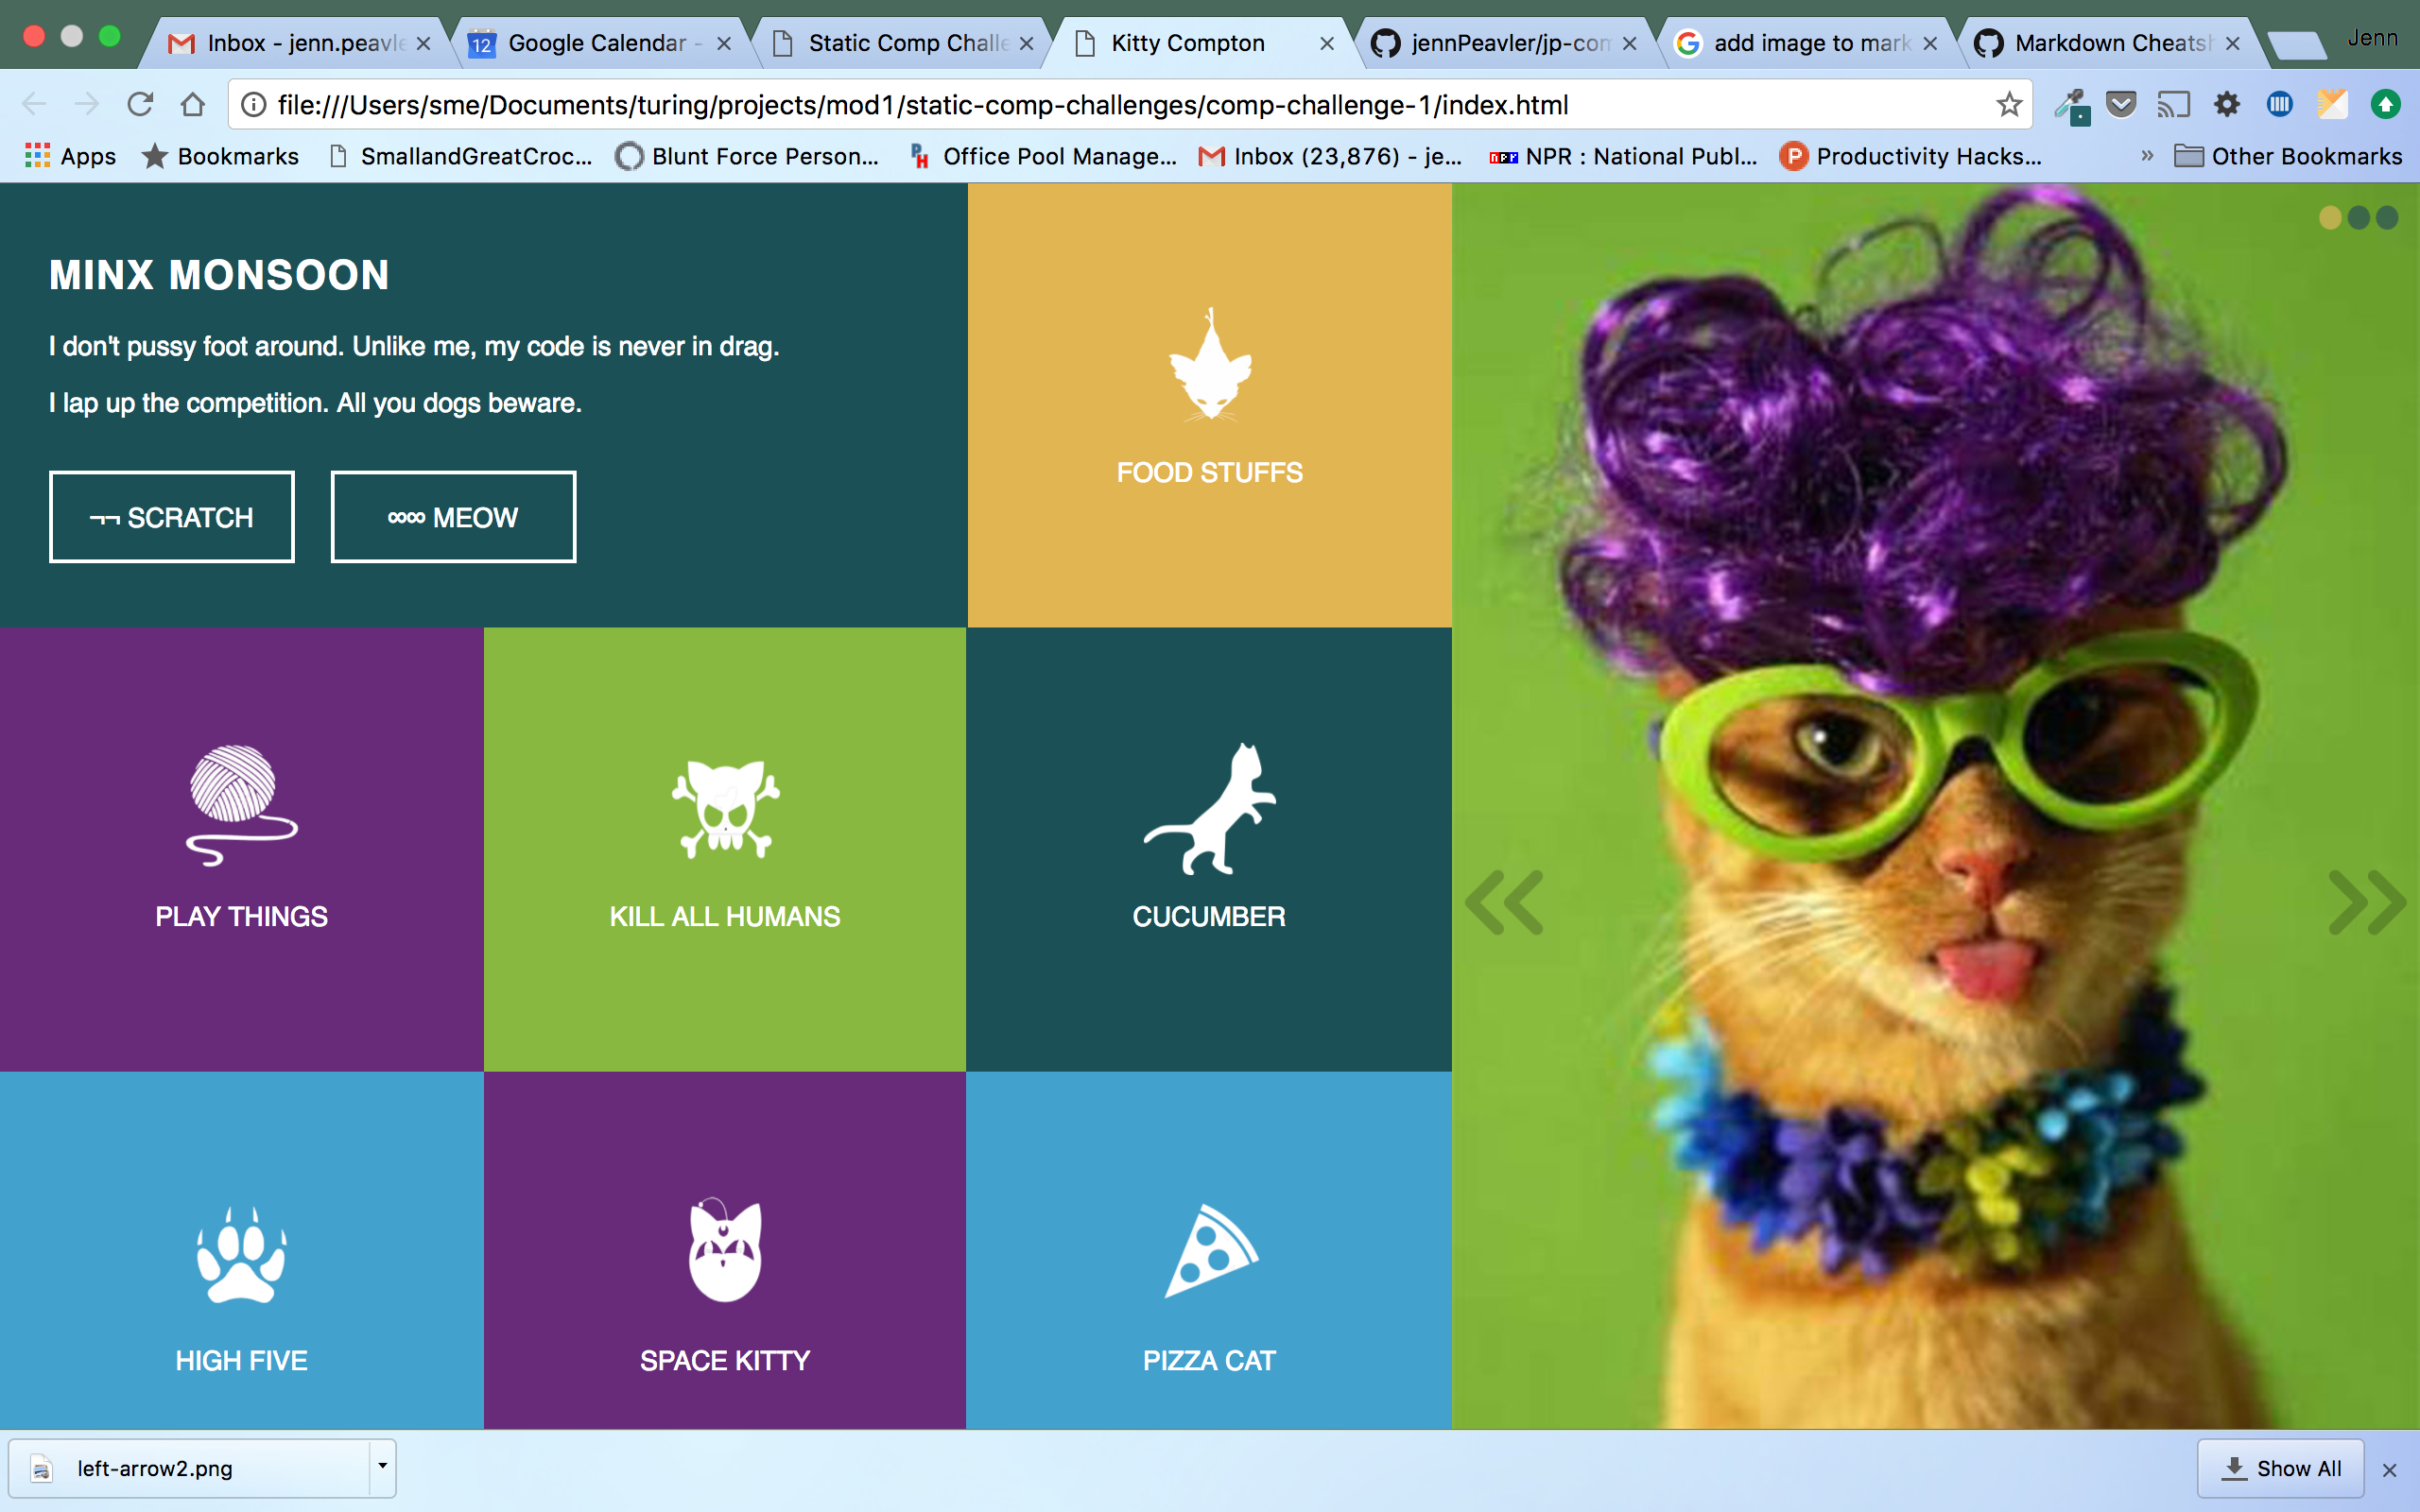 Inbox - jenn.peavle
12
Google Calendar -
Static Comp Challe
Kitty Compton
jennPeavler/jp-com
add image to mark
Markdown Cheatsh
Jenn
file:///Users/sme/Documents/turing/projects/mod1/static-comp-challenges/comp-challenge-1/index.html
Apps
Bookmarks
SmallandGreatCroc...
Blunt Force Person...
PH
Office Pool Manage...
Inbox (23,876) - je...
npr
NPR : National Publ...
P
Productivity Hacks...
»
Other Bookmarks
MINX MONSOON
I don't pussy foot around. Unlike me, my code is never in drag.
I lap up the competition. All you dogs beware.
¬¬ SCRATCH
∞∞ MEOW
FOOD STUFFS
PLAY THINGS
KILL ALL HUMANS
CUCUMBER
HIGH FIVE
SPACE KITTY
PIZZA CAT
left-arrow2.png
Show All